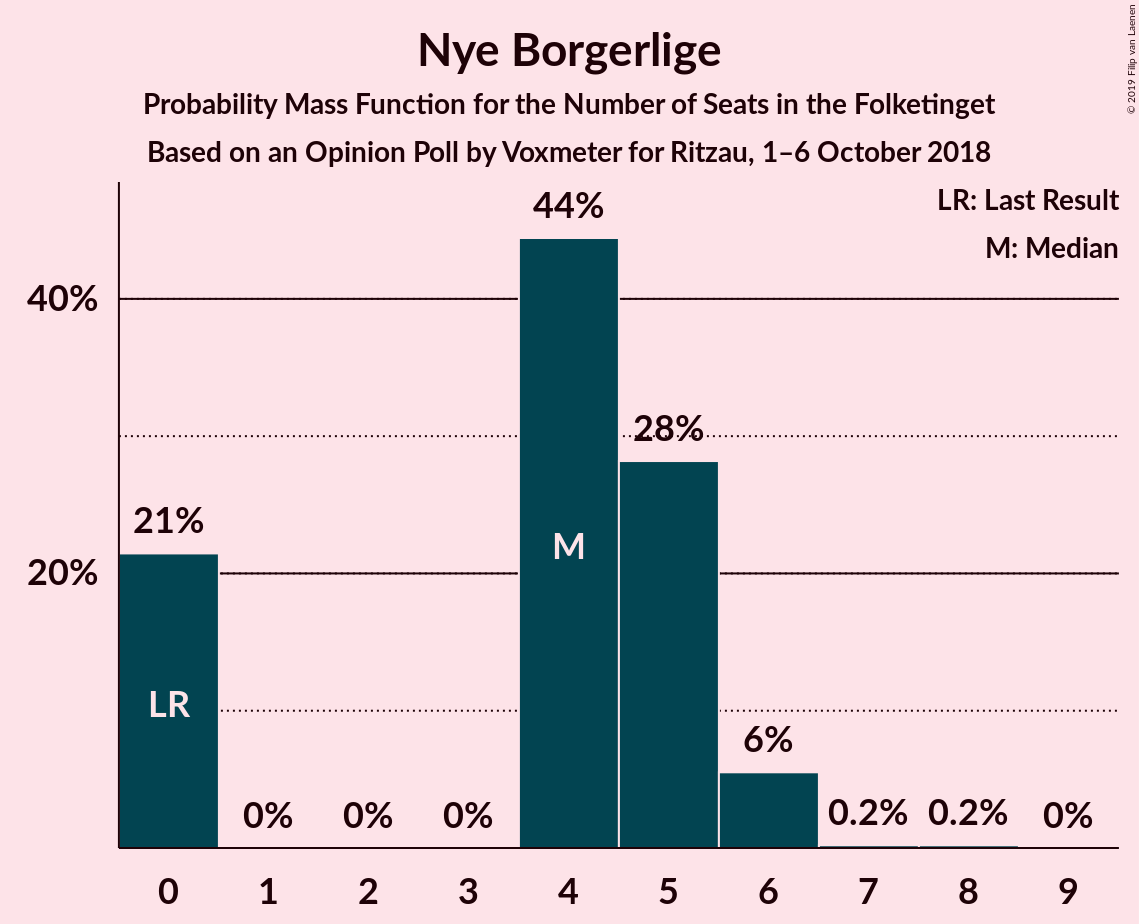 Nye Borgerlige
Probability Mass Function for the Number of Seats in the Folketinget
Based on an Opinion Poll by Voxmeter for Ritzau, 1–6 October 2018
© 2019 Filip van Laenen
LR: Last Result
M: Median
44%
40%
28%
21%
20%
M
LR
6%
0% 0% 0% 0.2% 0.2% 0%
0 1 2 3 4 5 6 7 8 9